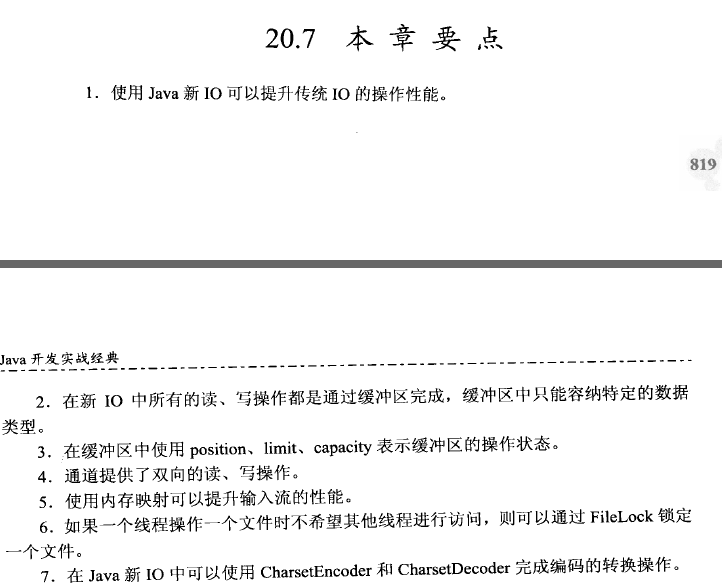 20.7 本章要点
1．使用 Java 新 IO 可以提升传统 IO 的操作性能。
819
Java 开发实战经典
2．在新 IO 中所有的读、写操作都是通过缓冲区完成，缓冲区中只能容纳特定的数据
类型。
3．在缓冲区中使用 position、limit、capacity 表示缓冲区的操作状态。
4．通道提供了双向的读、写操作。
5．使用内存映射可以提升输入流的性能。
6．如果一个线程操作一个文件时不希望其他线程进行访问，则可以通过 FileLock 锁定
一个文件。
7．在 Java 新 IO 中可以使用 CharsetEncoder 和 CharsetDecoder 完成编码的转换操作。